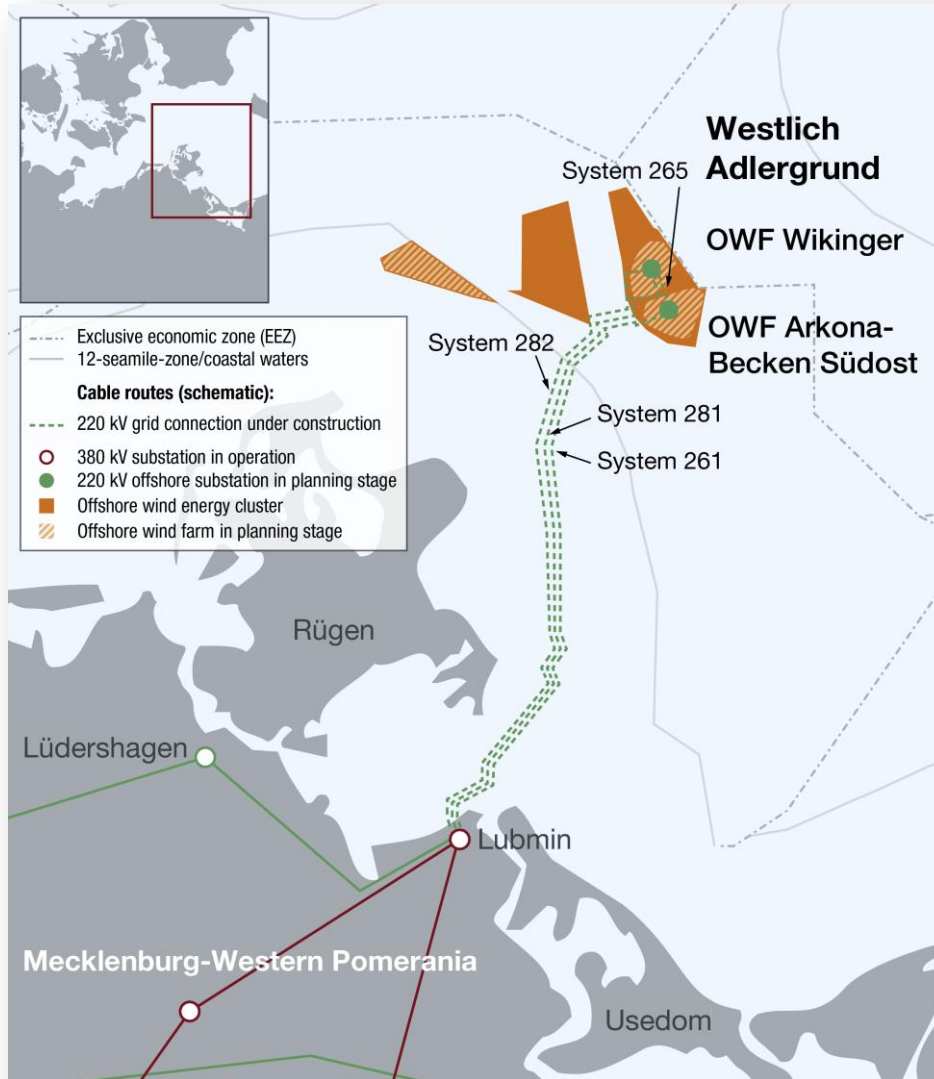 Westlich
Adlergrund
System 265
OWF Wikinger
OWF Arkona-
Becken Südost
Exclusive economic zone (EEZ)
12-seamile-zone/coastal waters
Cable routes (schematic):
220 kV grid connection under construction
380 kV substation in operation
220 kV offshore substation in planning stage
Offshore wind energy cluster
Offshore wind farm in planning stage
System 282
System 281
System 261
Rügen
Lüdershagen
Lubmin
Mecklenburg-Western Pomerania
Usedom